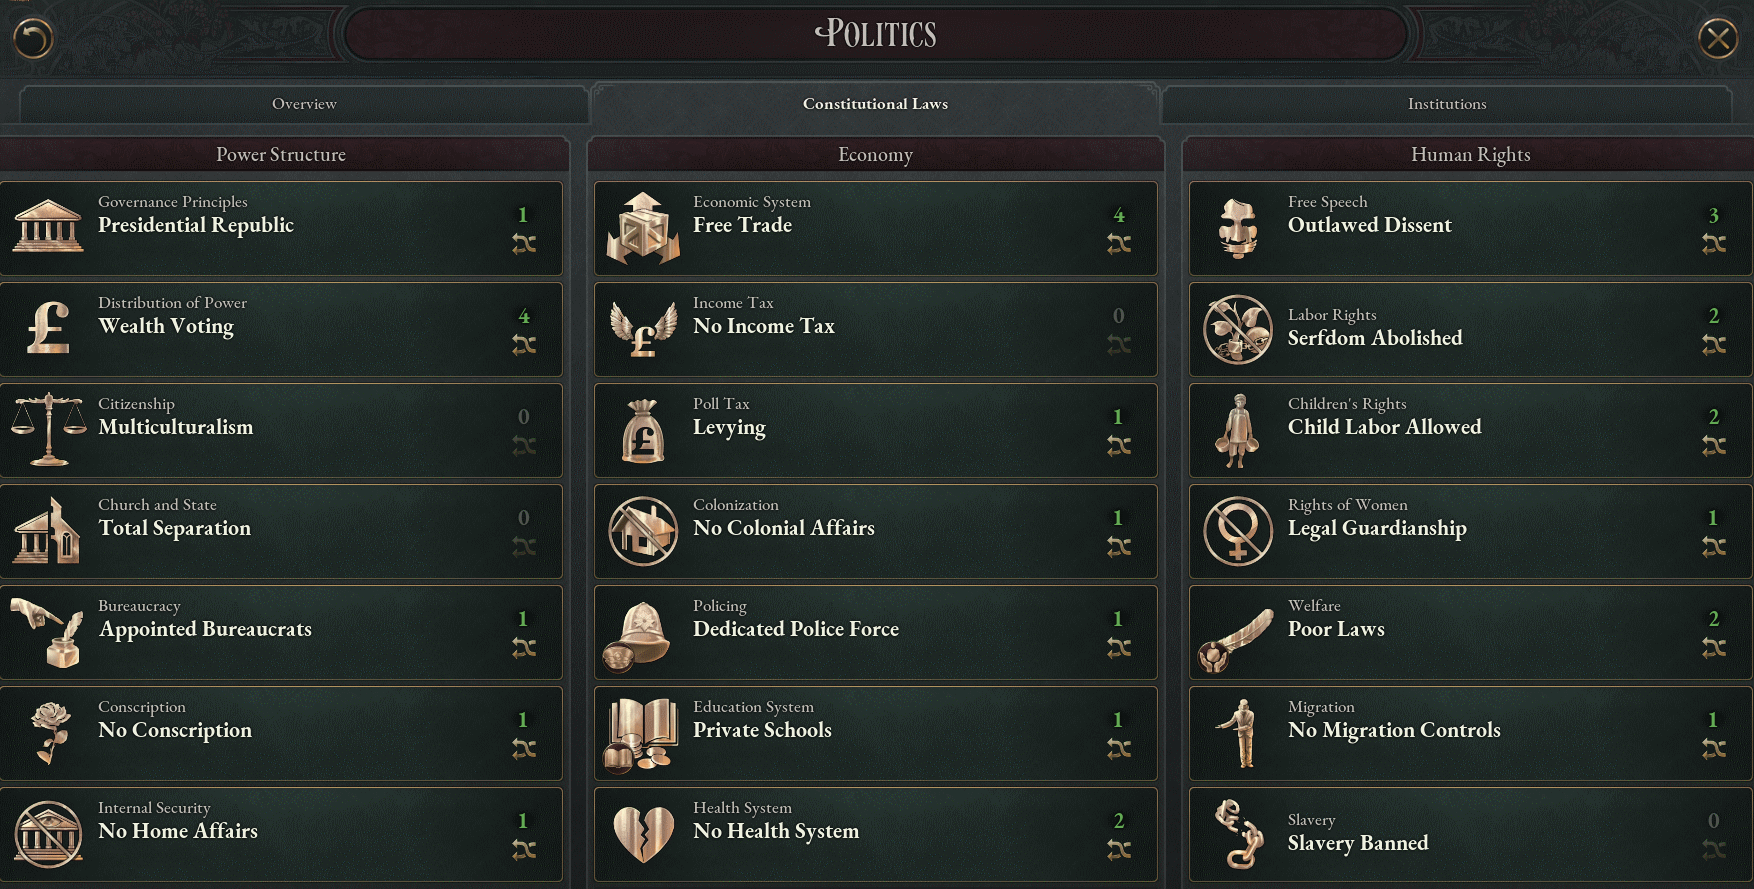 POLITICS
Overview
Constitutional Laws
Institutions
Power Structure
Governance Principles
Presidential Republic
1
Distribution of Power
Wealth Voting
4
Citizenship
Multiculturalism
0
Church and State
Total Separation
0
Bureaucracy
Appointed Bureaucrats
1
Conscription
No Conscription
1
Internal Security
No Home Affairs
1
Economy
Economic System
Free Trade
4
Income Tax
No Income Tax
0
Poll Tax
Levying
1
Colonization
No Colonial Affairs
1
Policing
Dedicated Police Force
1
Education System
Private Schools
1
Health System
No Health System
2
Human Rights
Free Speech
Outlawed Dissent
3
Labor Rights
Serfdom Abolished
2
Children's Rights
Child Labor Allowed
2
Rights of Women
Legal Guardianship
1
Welfare
Poor Laws
2
Migration
No Migration Controls
1
Slavery
Slavery Banned
0